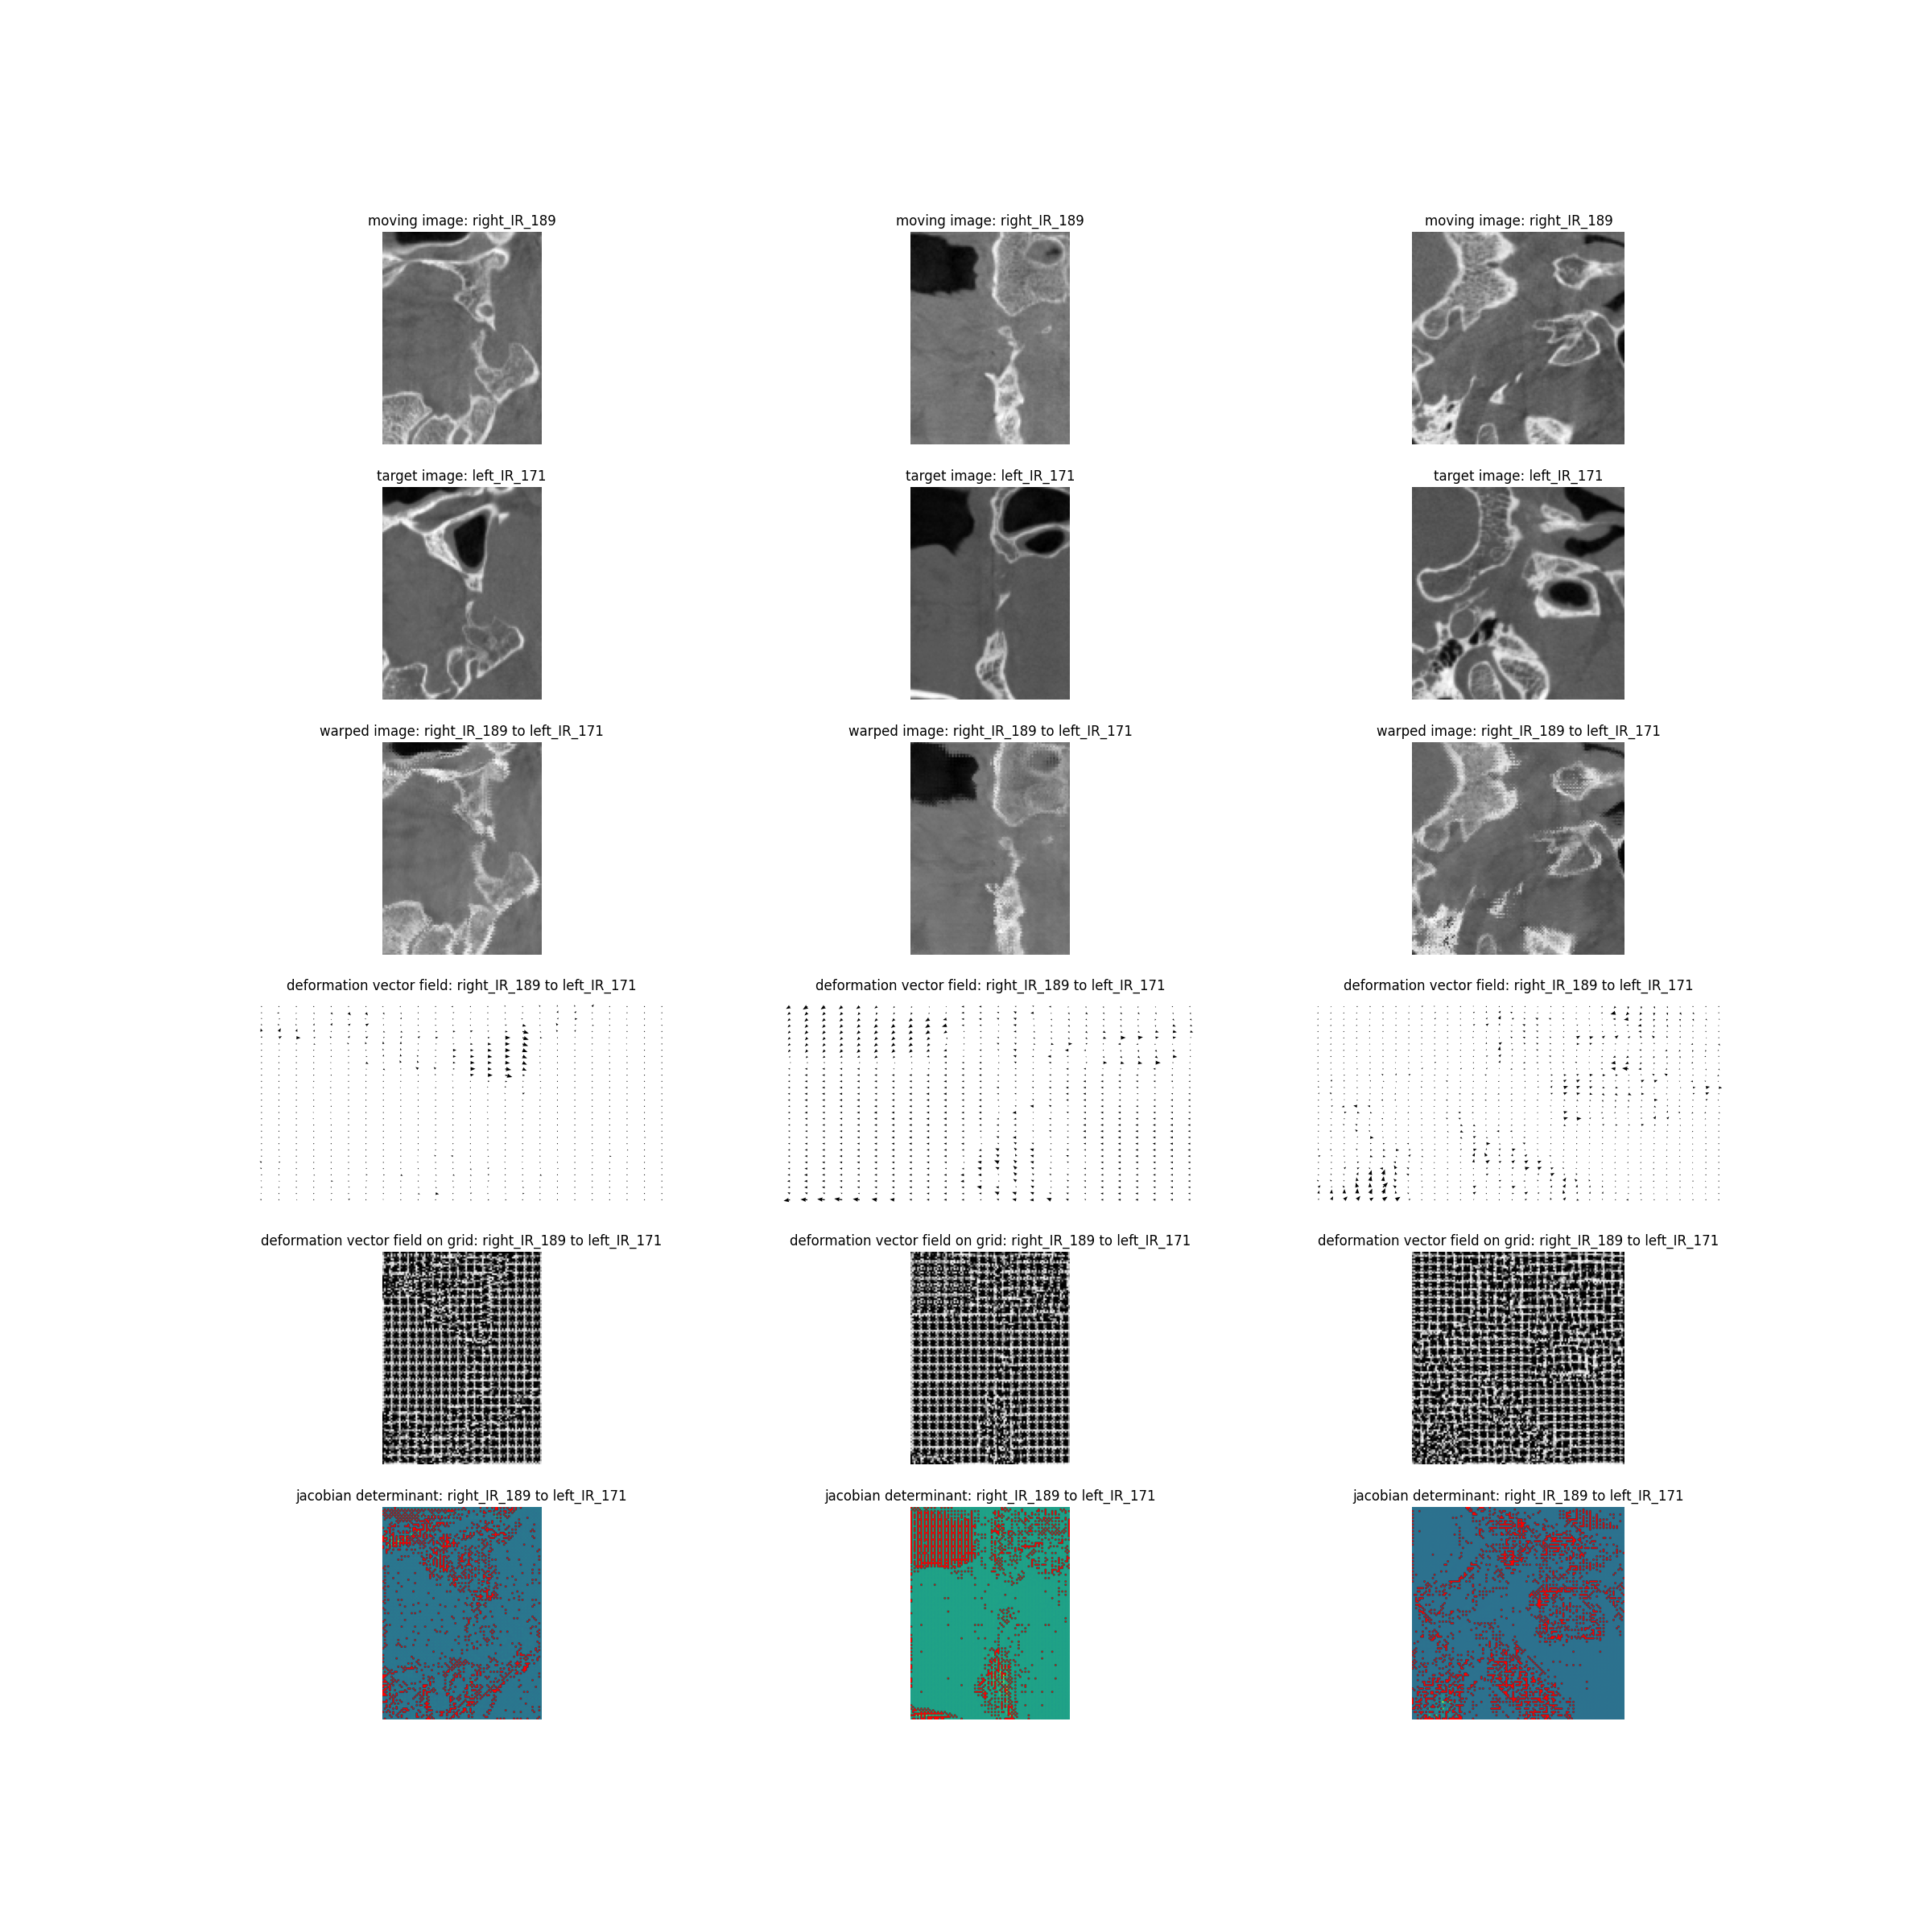 moving image: right_IR_189
moving image: right_IR_189
moving image: right_IR_189
target image: left_IR_171
target image: left_IR_171
target image: left_IR_171
warped image: right_IR_189 to left_IR_171
warped image: right_IR_189 to left_IR_171
warped image: right_IR_189 to left_IR_171
deformation vector field: right_IR_189 to left_IR_171
deformation vector field: right_IR_189 to left_IR_171
deformation vector field: right_IR_189 to left_IR_171
deformation vector field on grid: right_IR_189 to left_IR_171
deformation vector field on grid: right_IR_189 to left_IR_171
deformation vector field on grid: right_IR_189 to left_IR_171
jacobian determinant: right_IR_189 to left_IR_171
jacobian determinant: right_IR_189 to left_IR_171
jacobian determinant: right_IR_189 to left_IR_171